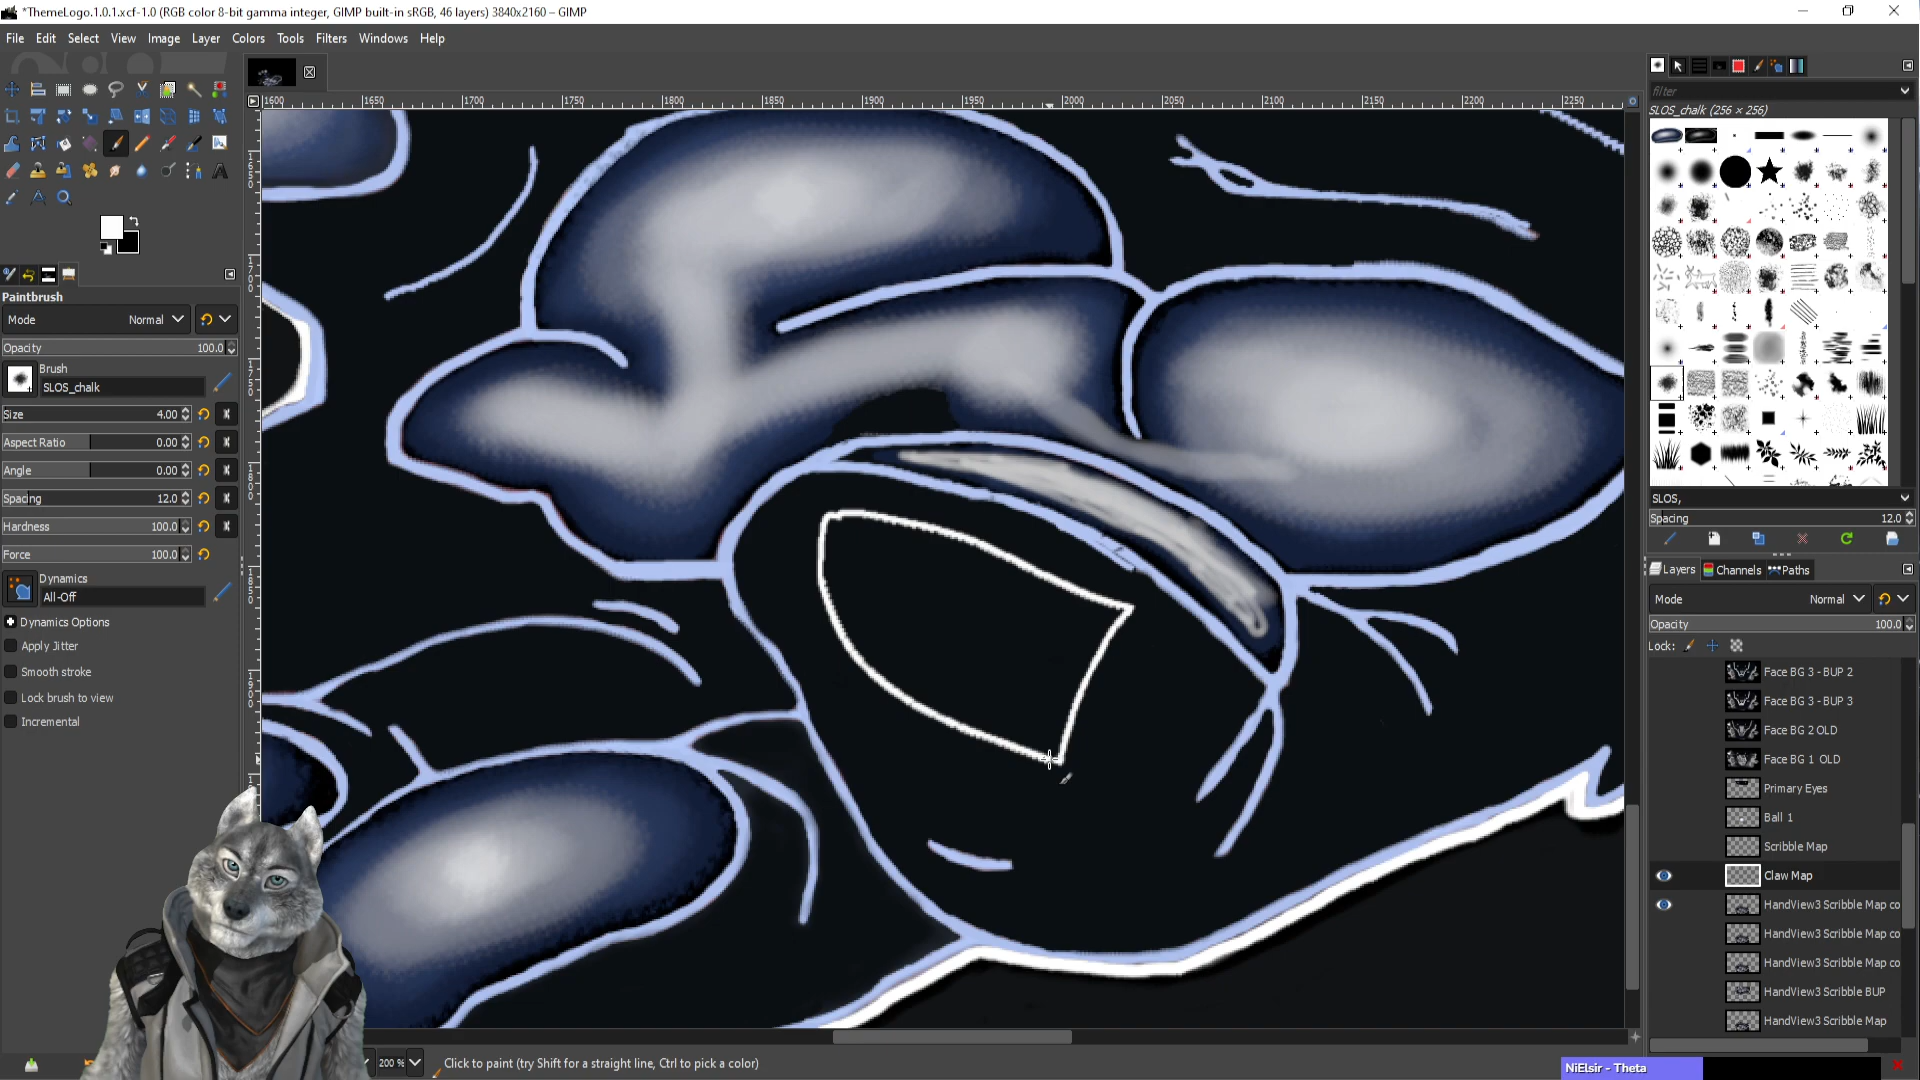 *ThemeLogo.1.0.1.xcf-1.0 (RGB color 8-bit gamma integer, GIMP built-in sRGB, 46 layers) 3840x2160 – GIMP
File Edit Select View Image Layer Colors Tools Filters Windows Help
1600 1650 1700 1750 1800 1850 1900 1950 2000 2050 2100 2150 2200 2250
filter
SLOS_chalk (256 × 256)
Paintbrush
Mode Normal
Opacity 100.0
Brush
SLOS_chalk
Size 4.00
Aspect Ratio 0.00
Angle 0.00
Spacing 12.0
Hardness 100.0
Force 100.0
Dynamics
All-Off
Dynamics Options
Apply Jitter
Smooth stroke
Lock brush to view
Incremental
SLOS,
Spacing 12.0
Layers Channels Paths
Mode Normal
Opacity 100.0
Lock:
Face BG 3 - BUP 2
Face BG 3 - BUP 3
Face BG 2 OLD
Face BG 1 OLD
Primary Eyes
Ball 1
Scribble Map
Claw Map
HandView3 Scribble Map co
HandView3 Scribble Map co
HandView3 Scribble Map co
HandView3 Scribble BUP
HandView3 Scribble Map
200 % Click to paint (try Shift for a straight line, Ctrl to pick a color)
NiElsir - Theta